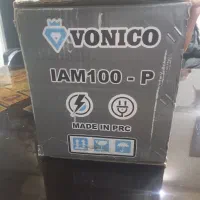 VONICO
IAM100 - P
MADE IN PRC